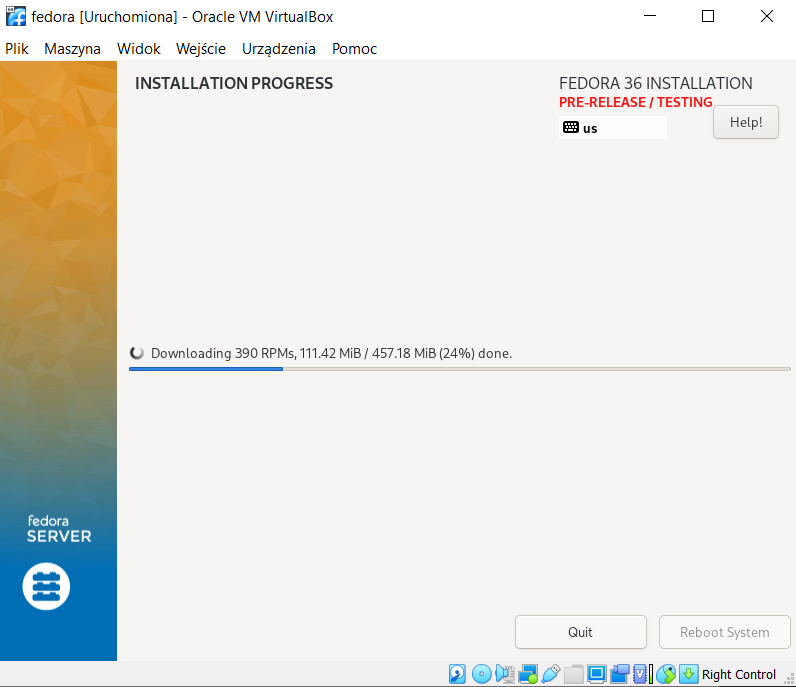 fedora [Uruchomiona] - Oracle VM VirtualBox
Plik Maszyna Widok Wejście Urządzenia Pomoc
INSTALLATION PROGRESS
FEDORA 36 INSTALLATION
PRE-RELEASE / TESTING
us
Help!
Downloading 390 RPMs, 111.42 MiB / 457.18 MiB (24%) done.
fedora
SERVER
Quit
Reboot System
Right Control